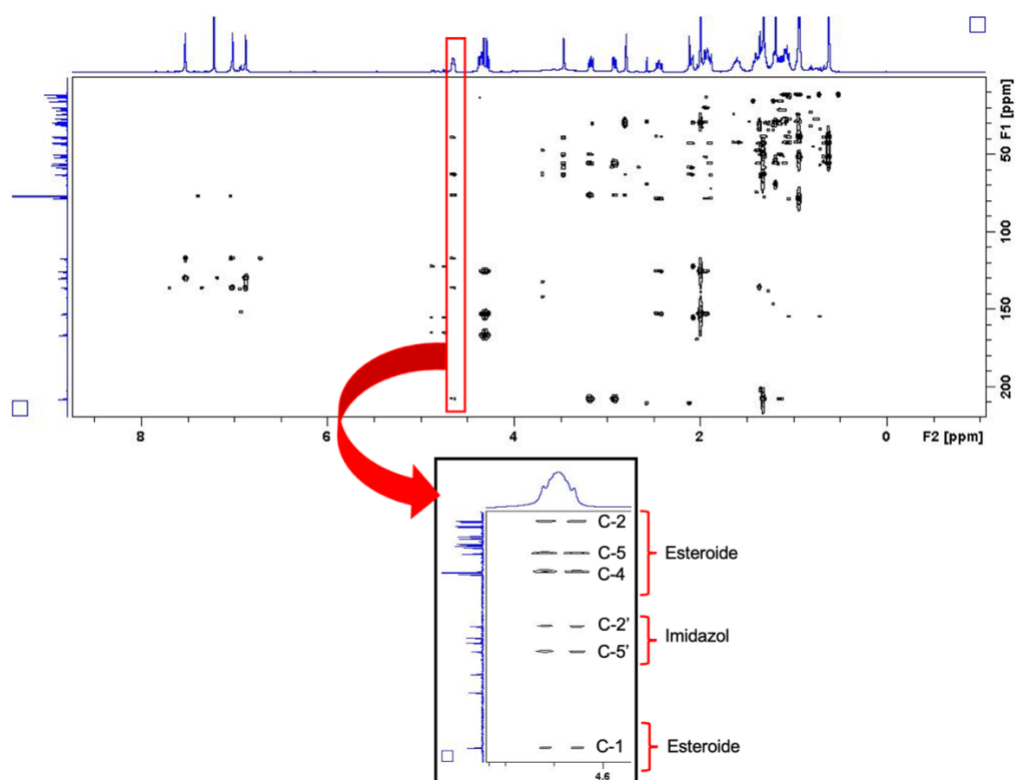 50
100
150
200
F1 [ppm]
8
6
4
2
0
F2 [ppm]
C-2
C-5
C-4
Esteroide
C-2'
C-5'
Imidazol
C-1
Esteroide
4.6